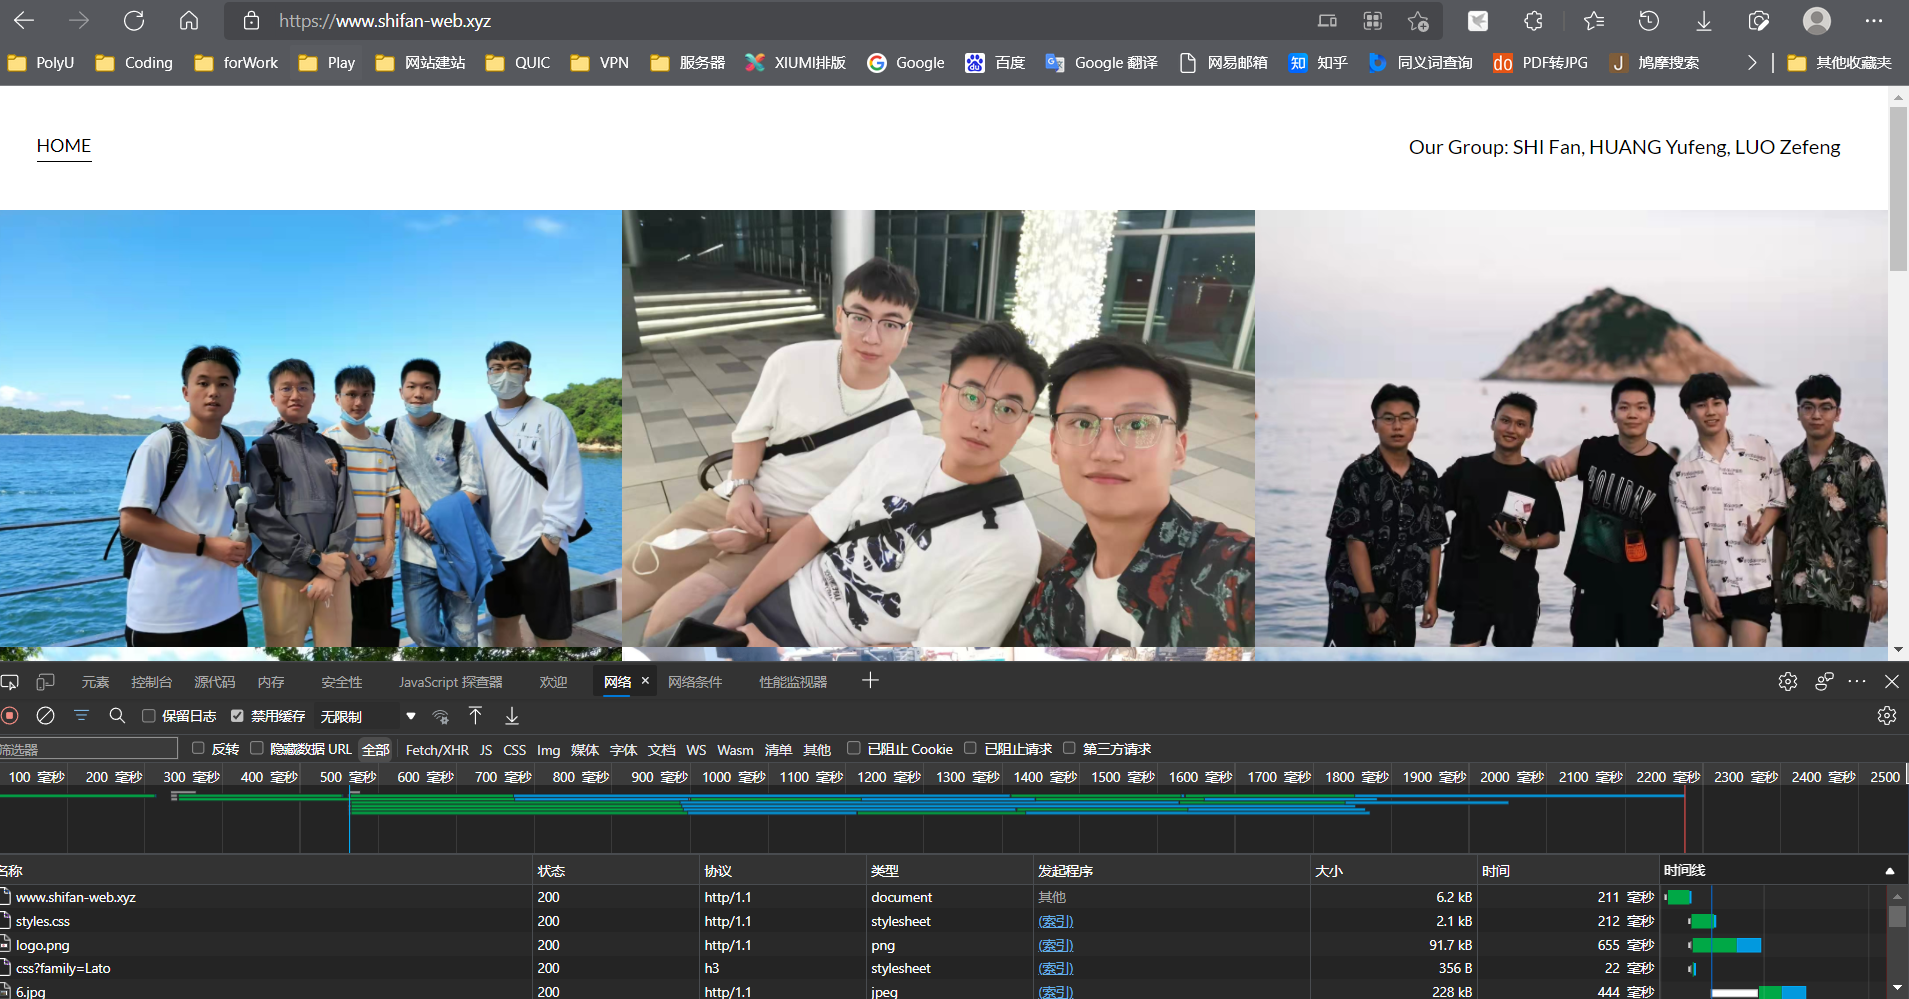 https://www.shifan-web.xyz
PolyU Coding forWork Play 网站建站 QUIC VPN 服务器 XIUMI排版 Google 百度 Google 翻译 网易邮箱 知 知乎 同义词查询 do PDF转JPG J 鸠摩搜索 其他收藏夹
HOME Our Group: SHI Fan, HUANG Yufeng, LUO Zefeng
HOLIDAY
元素 控制台 源代码 内存 安全性 JavaScript 探查器 欢迎 网络 网络条件 性能监视器
保留日志 禁用缓存 无限制
筛选器 反转 隐藏数据 URL 全部 Fetch/XHR JS CSS Img 媒体 字体 文档 WS Wasm 清单 其他 已阻止 Cookie 已阻止请求 第三方请求
100 毫秒 200 毫秒 300 毫秒 400 毫秒 500 毫秒 600 毫秒 700 毫秒 800 毫秒 900 毫秒 1000 毫秒 1100 毫秒 1200 毫秒 1300 毫秒 1400 毫秒 1500 毫秒 1600 毫秒 1700 毫秒 1800 毫秒 1900 毫秒 2000 毫秒 2100 毫秒 2200 毫秒 2300 毫秒 2400 毫秒 2500
名称 状态 协议 类型 发起程序 大小 时间 时间线
www.shifan-web.xyz 200 http/1.1 document 其他 6.2 kB 211 毫秒
styles.css 200 http/1.1 stylesheet (索引) 2.1 kB 212 毫秒
logo.png 200 http/1.1 png (索引) 91.7 kB 655 毫秒
css?family=Lato 200 h3 stylesheet (索引) 356 B 22 毫秒
6.jpg 200 http/1.1 jpeg (索引) 228 kB 444 毫秒